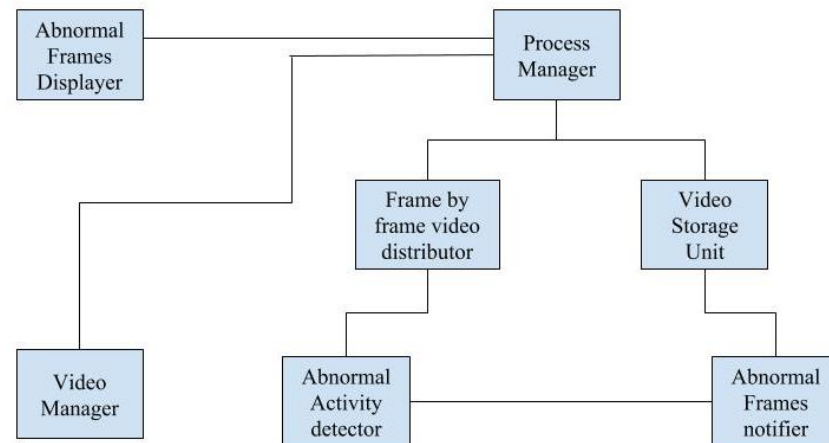 Abnormal
Frames
Displayer
Process
Manager
Frame by
frame video
distributor
Video
Storage
Unit
Video
Manager
Abnormal
Activity
detector
Abnormal
Frames
notifier